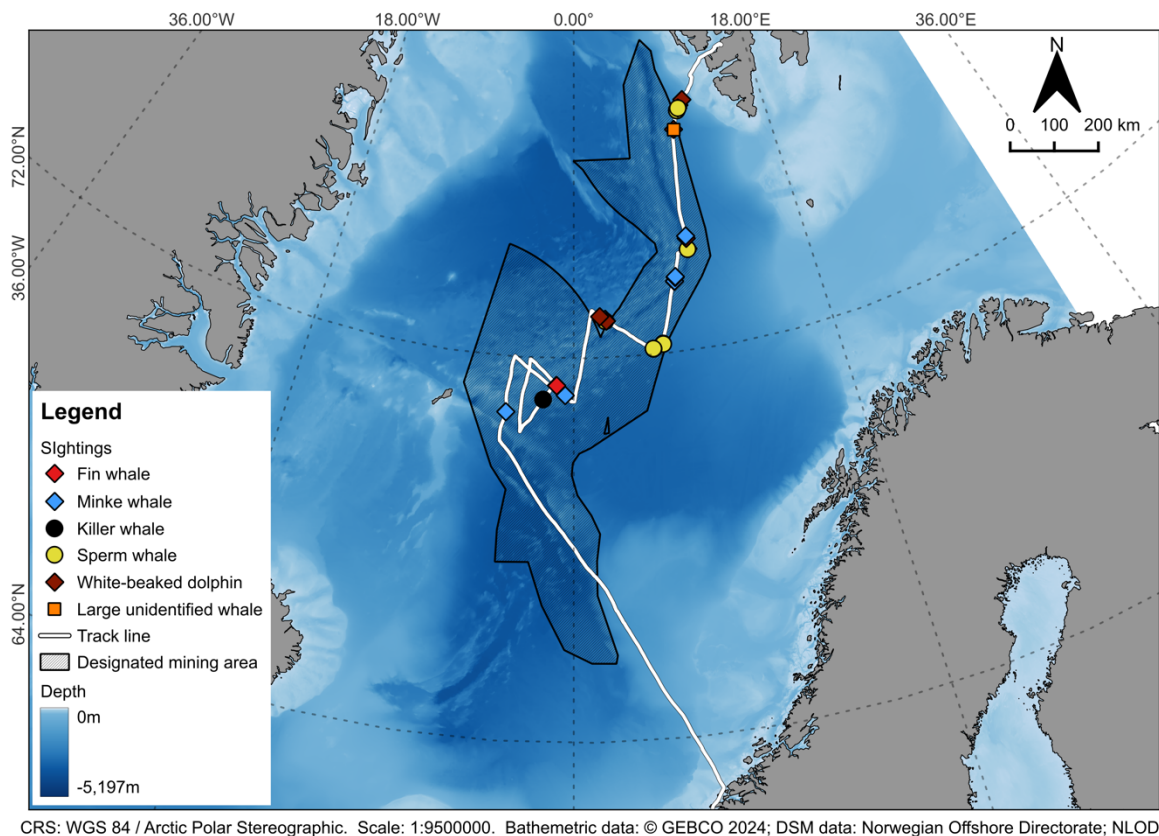 36.00°W 18.00°W 0.00° 18.00°E 36.00°E
N
0 100 200 km
72.00°N
36.00°W
64.00°N
Legend
SIghtings
Fin whale
Minke whale
Killer whale
Sperm whale
White-beaked dolphin
Large unidentified whale
Track line
Designated mining area
Depth
0m
-5,197m
CRS: WGS 84 / Arctic Polar Stereographic. Scale: 1:9500000. Bathemetric data: © GEBCO 2024; DSM data: Norwegian Offshore Directorate; NLOD